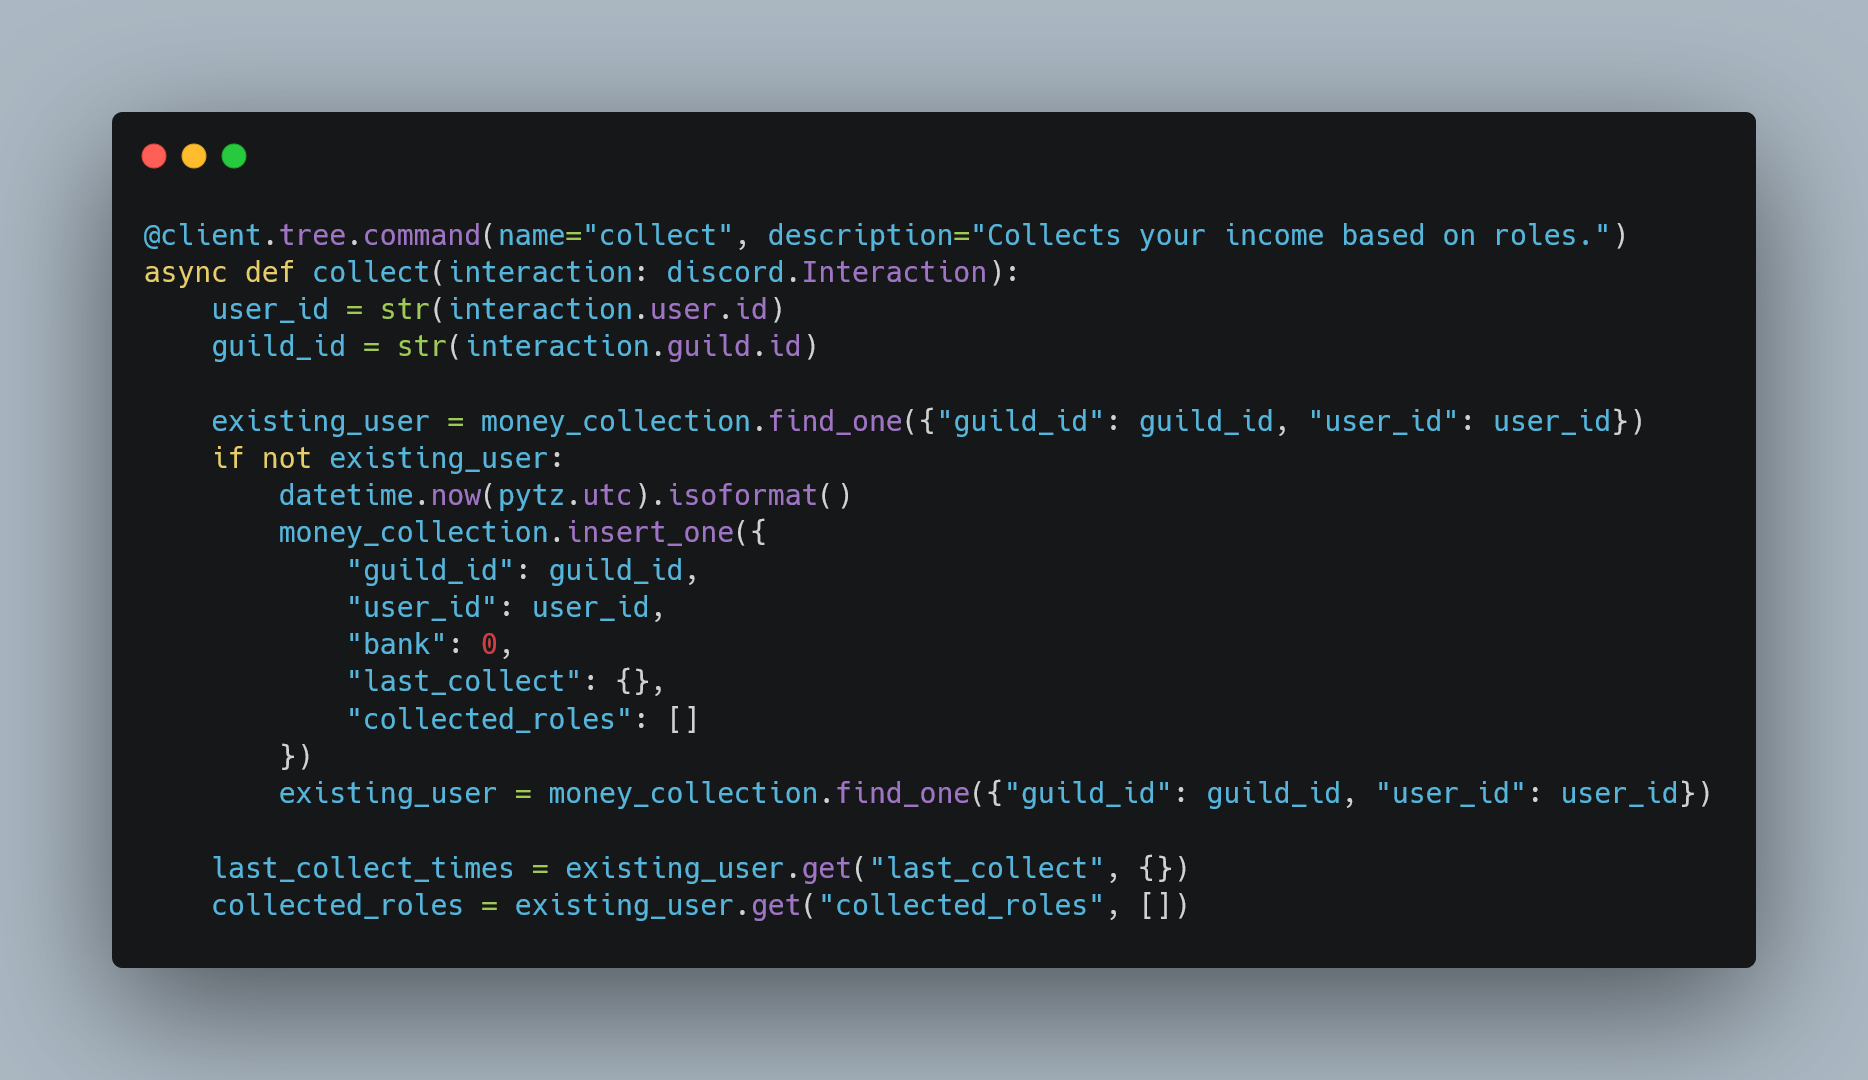 @client.tree.command(name="collect", description="Collects your income based on roles.")
async def collect(interaction: discord.Interaction):
    user_id = str(interaction.user.id)
    guild_id = str(interaction.guild.id)

    existing_user = money_collection.find_one({"guild_id": guild_id, "user_id": user_id})
    if not existing_user:
        datetime.now(pytz.utc).isoformat()
        money_collection.insert_one({
            "guild_id": guild_id,
            "user_id": user_id,
            "bank": 0,
            "last_collect": {},
            "collected_roles": []
        })
        existing_user = money_collection.find_one({"guild_id": guild_id, "user_id": user_id})

    last_collect_times = existing_user.get("last_collect", {})
    collected_roles = existing_user.get("collected_roles", [])